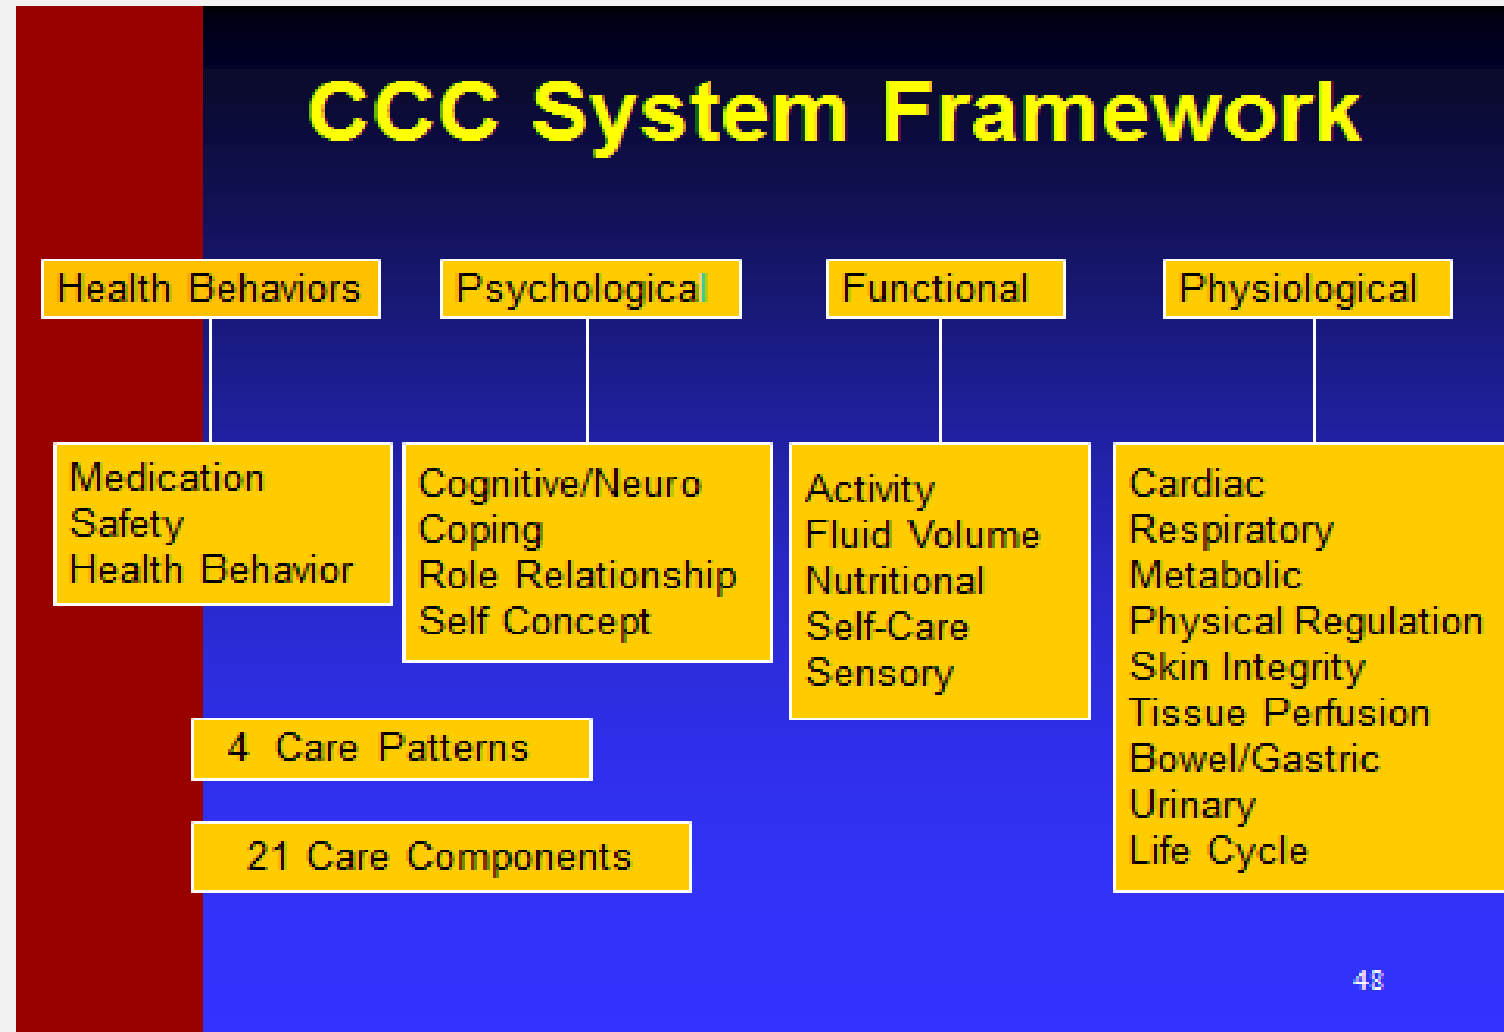 CCC System Framework
Health Behaviors
Psychological
Functional
Physiological
Medication
Safety
Health Behavior
Cognitive/Neuro
Coping
Role Relationship
Self Concept
Activity
Fluid Volume
Nutritional
Self-Care
Sensory
Cardiac
Respiratory
Metabolic
Physical Regulation
Skin Integrity
Tissue Perfusion
Bowel/Gastric
Urinary
Life Cycle
4 Care Patterns
21 Care Components
48